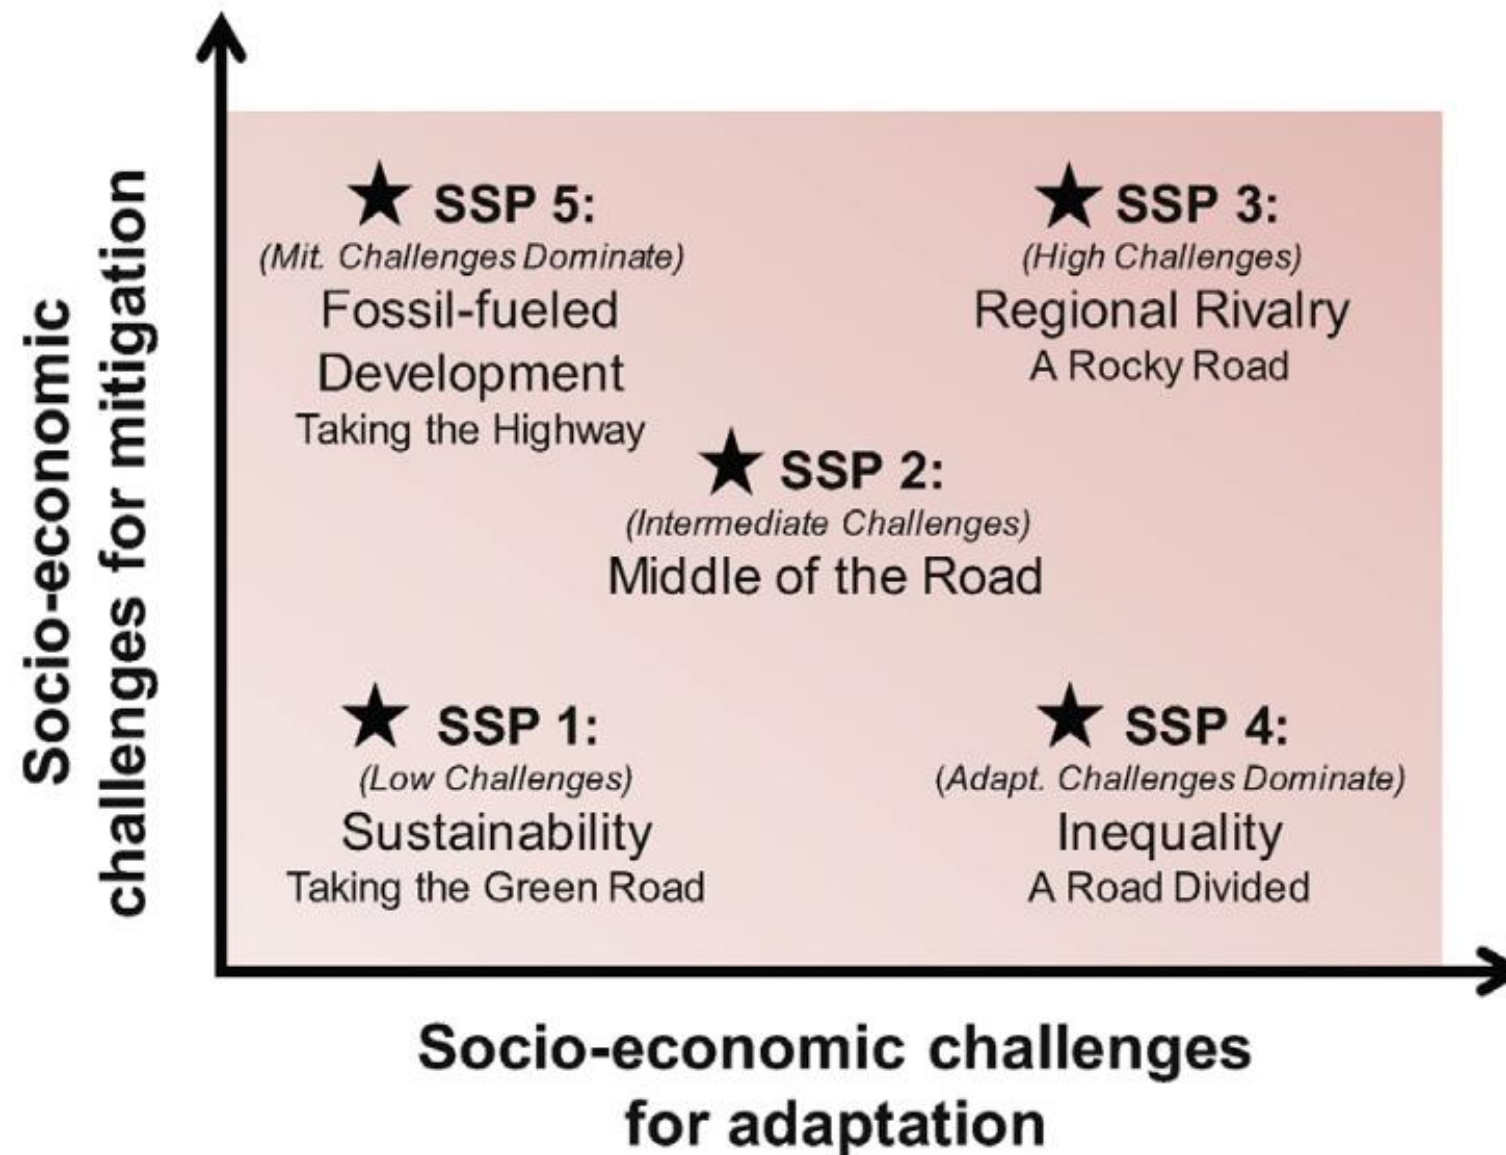 Socio-economic
challenges for mitigation
SSP 5:
(Mit. Challenges Dominate)
Fossil-fueled
Development
Taking the Highway
SSP 3:
(High Challenges)
Regional Rivalry
A Rocky Road
SSP 2:
(Intermediate Challenges)
Middle of the Road
SSP 1:
(Low Challenges)
Sustainability
Taking the Green Road
SSP 4:
(Adapt. Challenges Dominate)
Inequality
A Road Divided
Socio-economic challenges
for adaptation